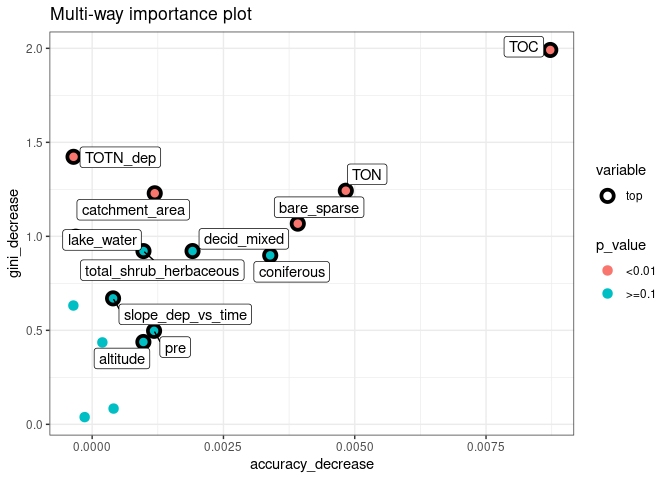 Multi-way importance plot
2.0
TOC
1.5
TOTN_dep
TON
catchment_area
bare_sparse
variable
top
1.0
lake_water
decid_mixed
total_shrub_herbaceous
coniferous
p_value
<0.01
>=0.1
gini_decrease
0.5
slope_dep_vs_time
altitude
pre
0.0
0.0000
0.0025
0.0050
0.0075
accuracy_decrease